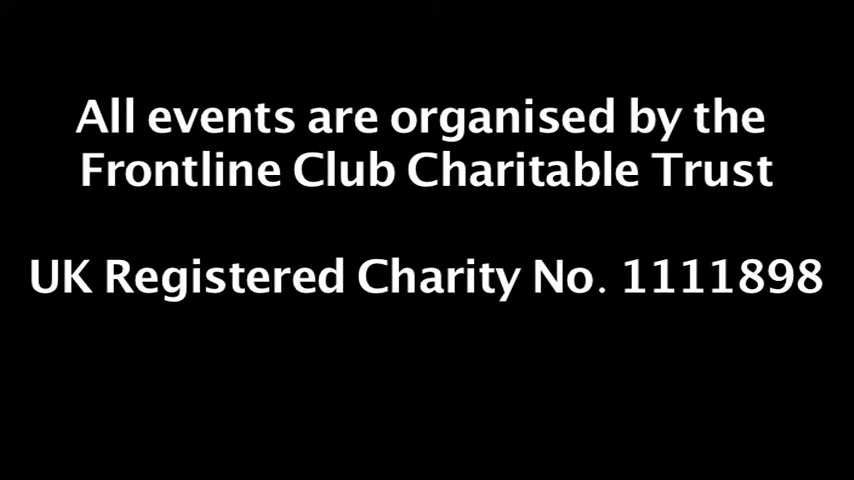 All events are organised by the
Frontline Club Charitable Trust
UK Registered Charity No. 1111898